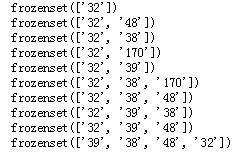 frozenset(['32'])
frozenset(['32', '48'])
frozenset(['32', '38'])
frozenset(['32', '170'])
frozenset(['32', '39'])
frozenset(['32', '38', '170'])
frozenset(['32', '38', '48'])
frozenset(['32', '39', '38'])
frozenset(['32', '39', '48'])
frozenset(['39', '38', '48', '32'])